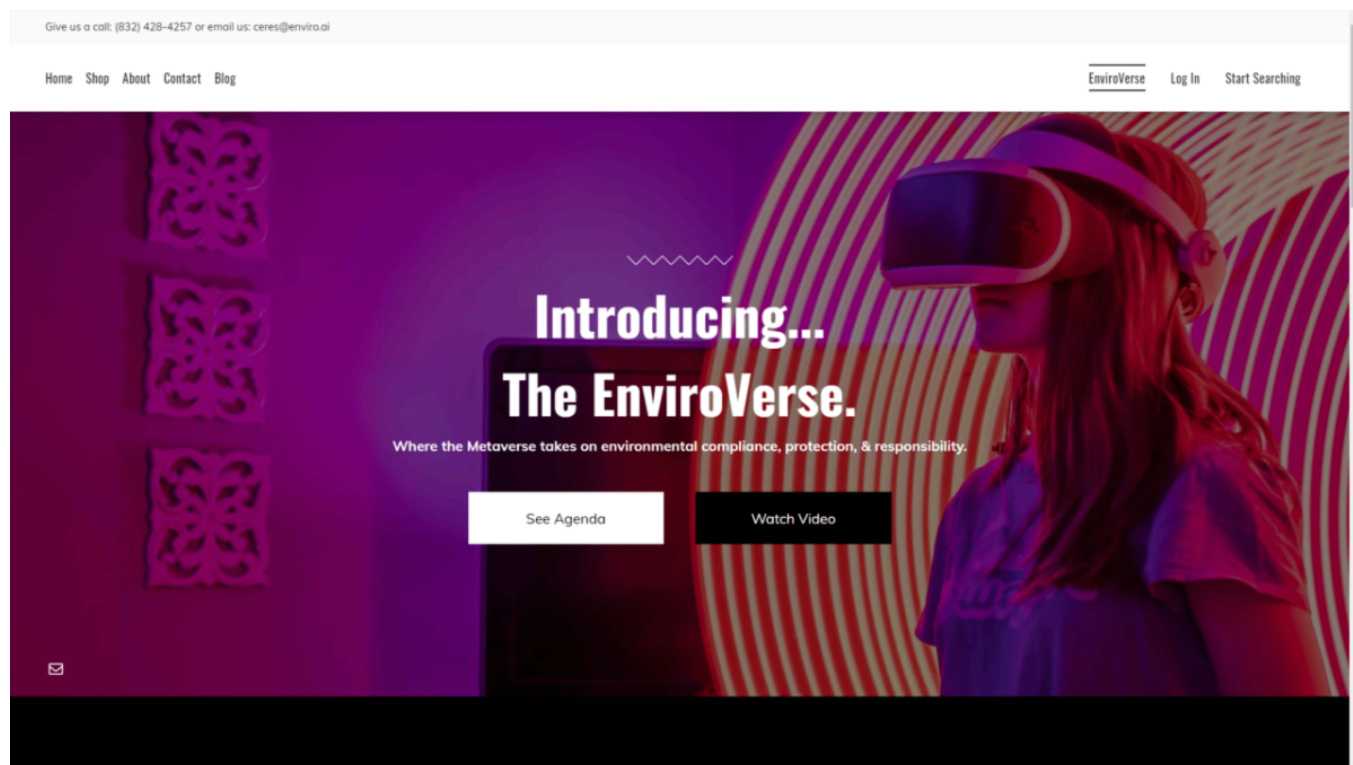 Give us a call: (832) 428-4257 or email us: ceres@enviro.ai
Home Shop About Contact Blog
EnviroVerse Log In Start Searching
Introducing...
The EnviroVerse.
Where the Metaverse takes on environmental compliance, protection, & responsibility.
See Agenda
Watch Video